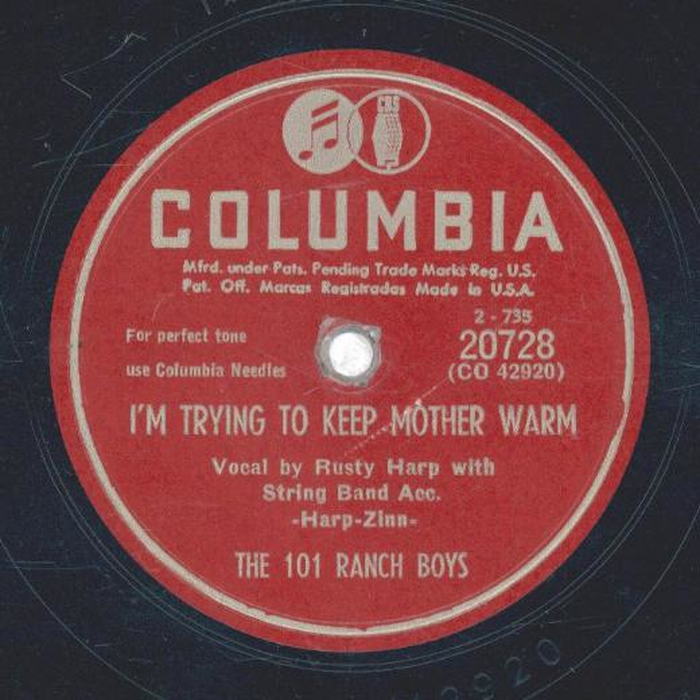 CBS
COLUMBIA
Mfrd. under Pats. Pending Trade Marks Reg. U.S.
Pat. Off. Marcas Registradas Made in U.S.A.
2 - 735
For perfect tone
20728
use Columbia Needles
(CO 42920)
I'M TRYING TO KEEP MOTHER WARM
Vocal by Rusty Harp with
String Band Acc.
-Harp-Zinn-
THE 101 RANCH BOYS
2920